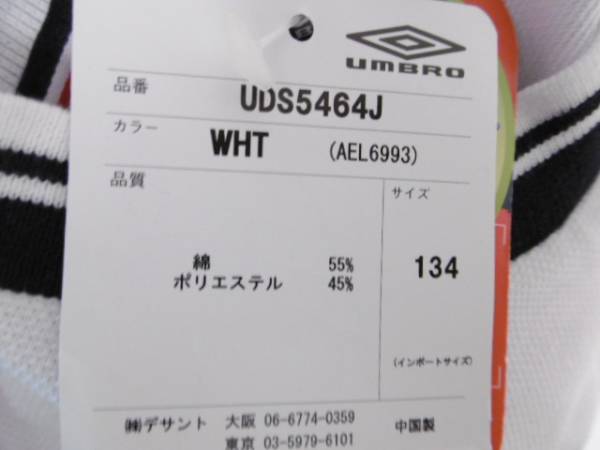 umbro
品番
UDS5464J
カラー
WHT (AEL6993)
品質
サイズ
綿 55%
ポリエステル 45%
134
(インポートサイズ)
㈱デサント 大阪 06-6774-0359
東京 03-5979-6101
中国製